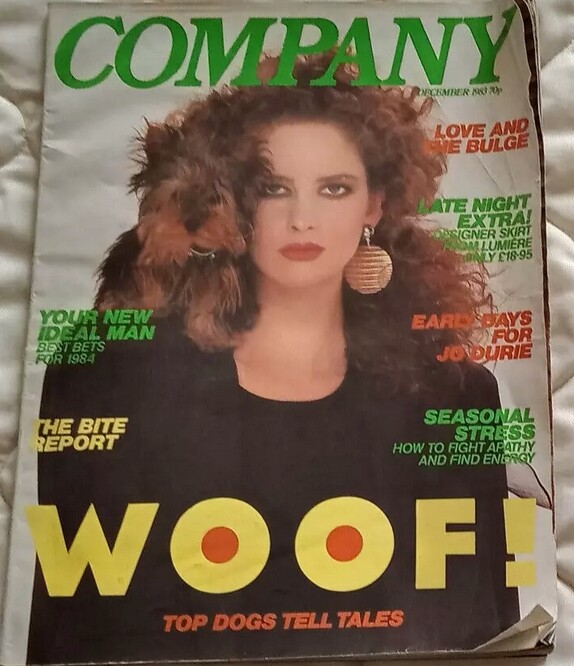 COMPANY
DECEMBER 1983 70p
LOVE AND
THE BULGE
LATE NIGHT
EXTRA!
DESIGNER SKIRT
FROM LUMIERE
ONLY £18·95
YOUR NEW
IDEAL MAN
BEST BETS
FOR 1984
EARLY DAYS
FOR
JO DURIE
THE BITE
REPORT
SEASONAL
STRESS
HOW TO FIGHT APATHY
AND FIND ENERGY
WOOF!
TOP DOGS TELL TALES